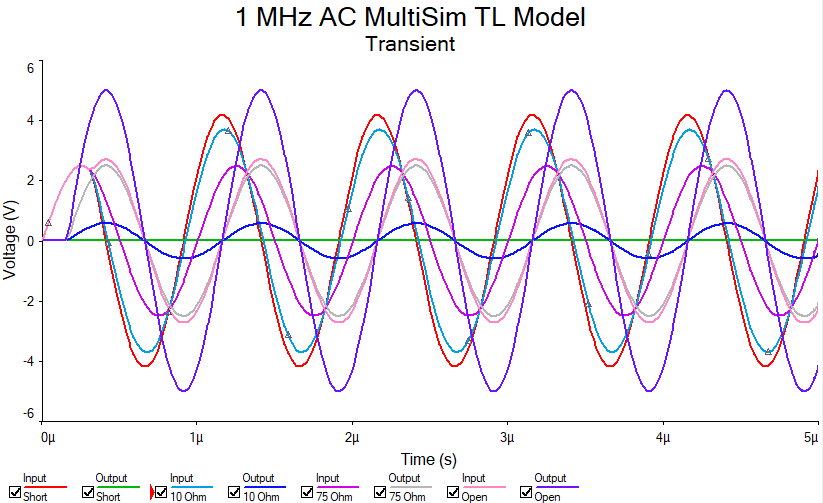 1 MHz AC MultiSim TL Model
Transient
Voltage (V)
6
4
2
0
-2
-4
-6
0μ 1μ 2μ 3μ 4μ 5μ
Time (s)
Input Output Input Output Input Output Input Output
Short Short 10 Ohm 10 Ohm 75 Ohm 75 Ohm Open Open